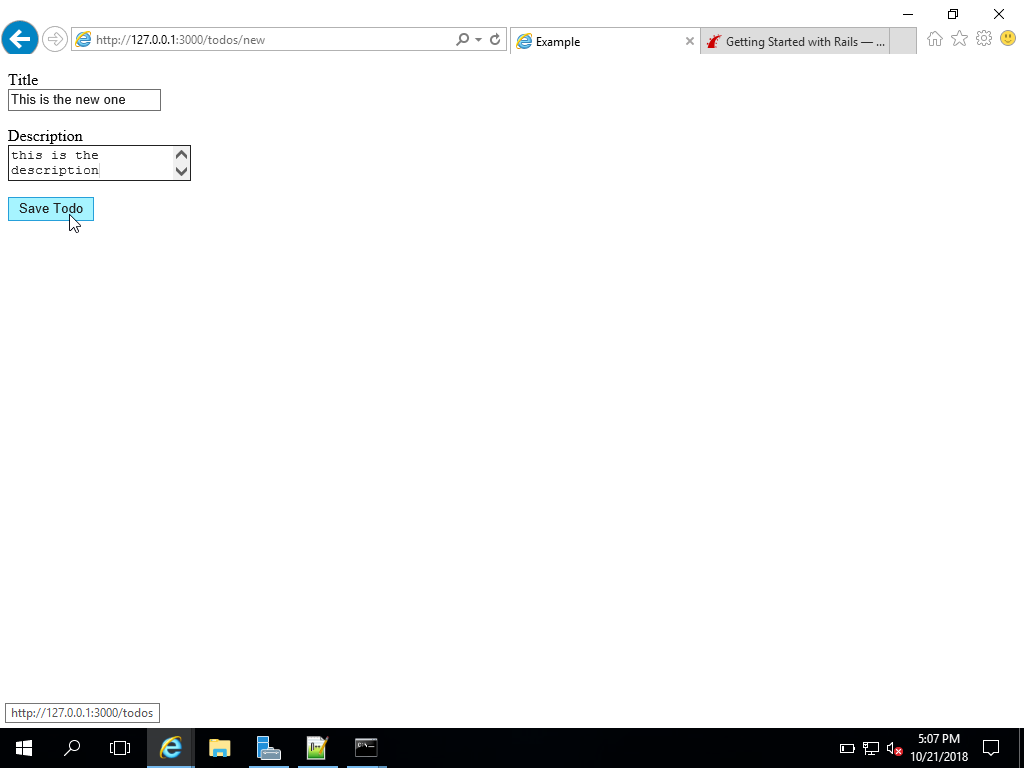 http://127.0.0.1:3000/todos/new
Example
Getting Started with Rails — ...
Title
This is the new one
Description
this is the
description
Save Todo
http://127.0.0.1:3000/todos
5:07 PM
10/21/2018